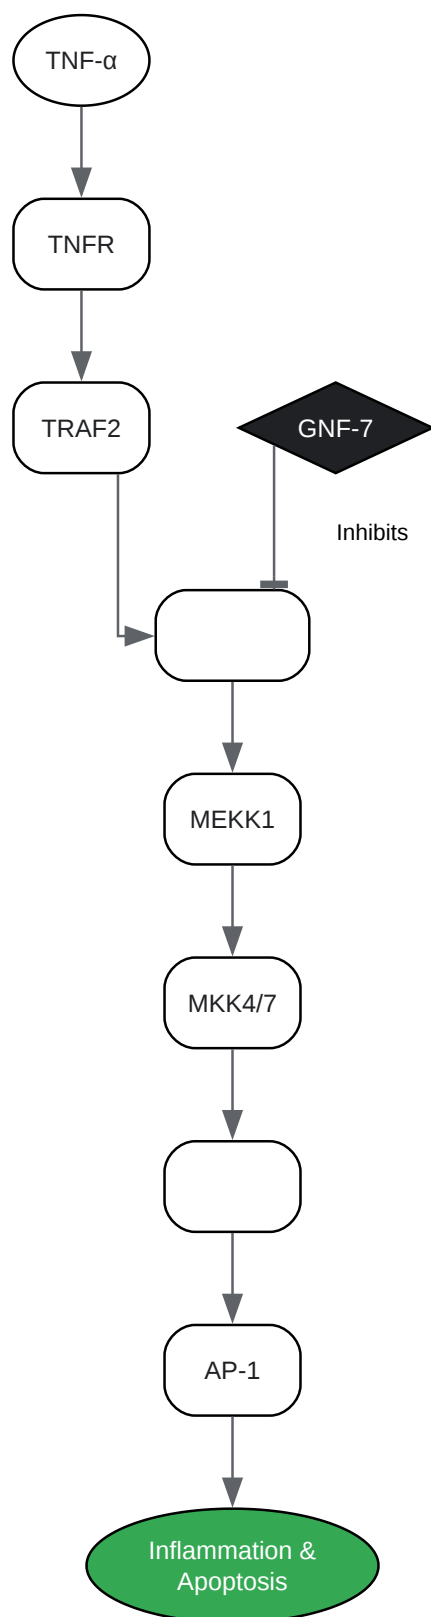 TNF-α
TNFR
TRAF2
GNF-7
Inhibits
MEKK1
MKK4/7
AP-1
Inflammation &
Apoptosis